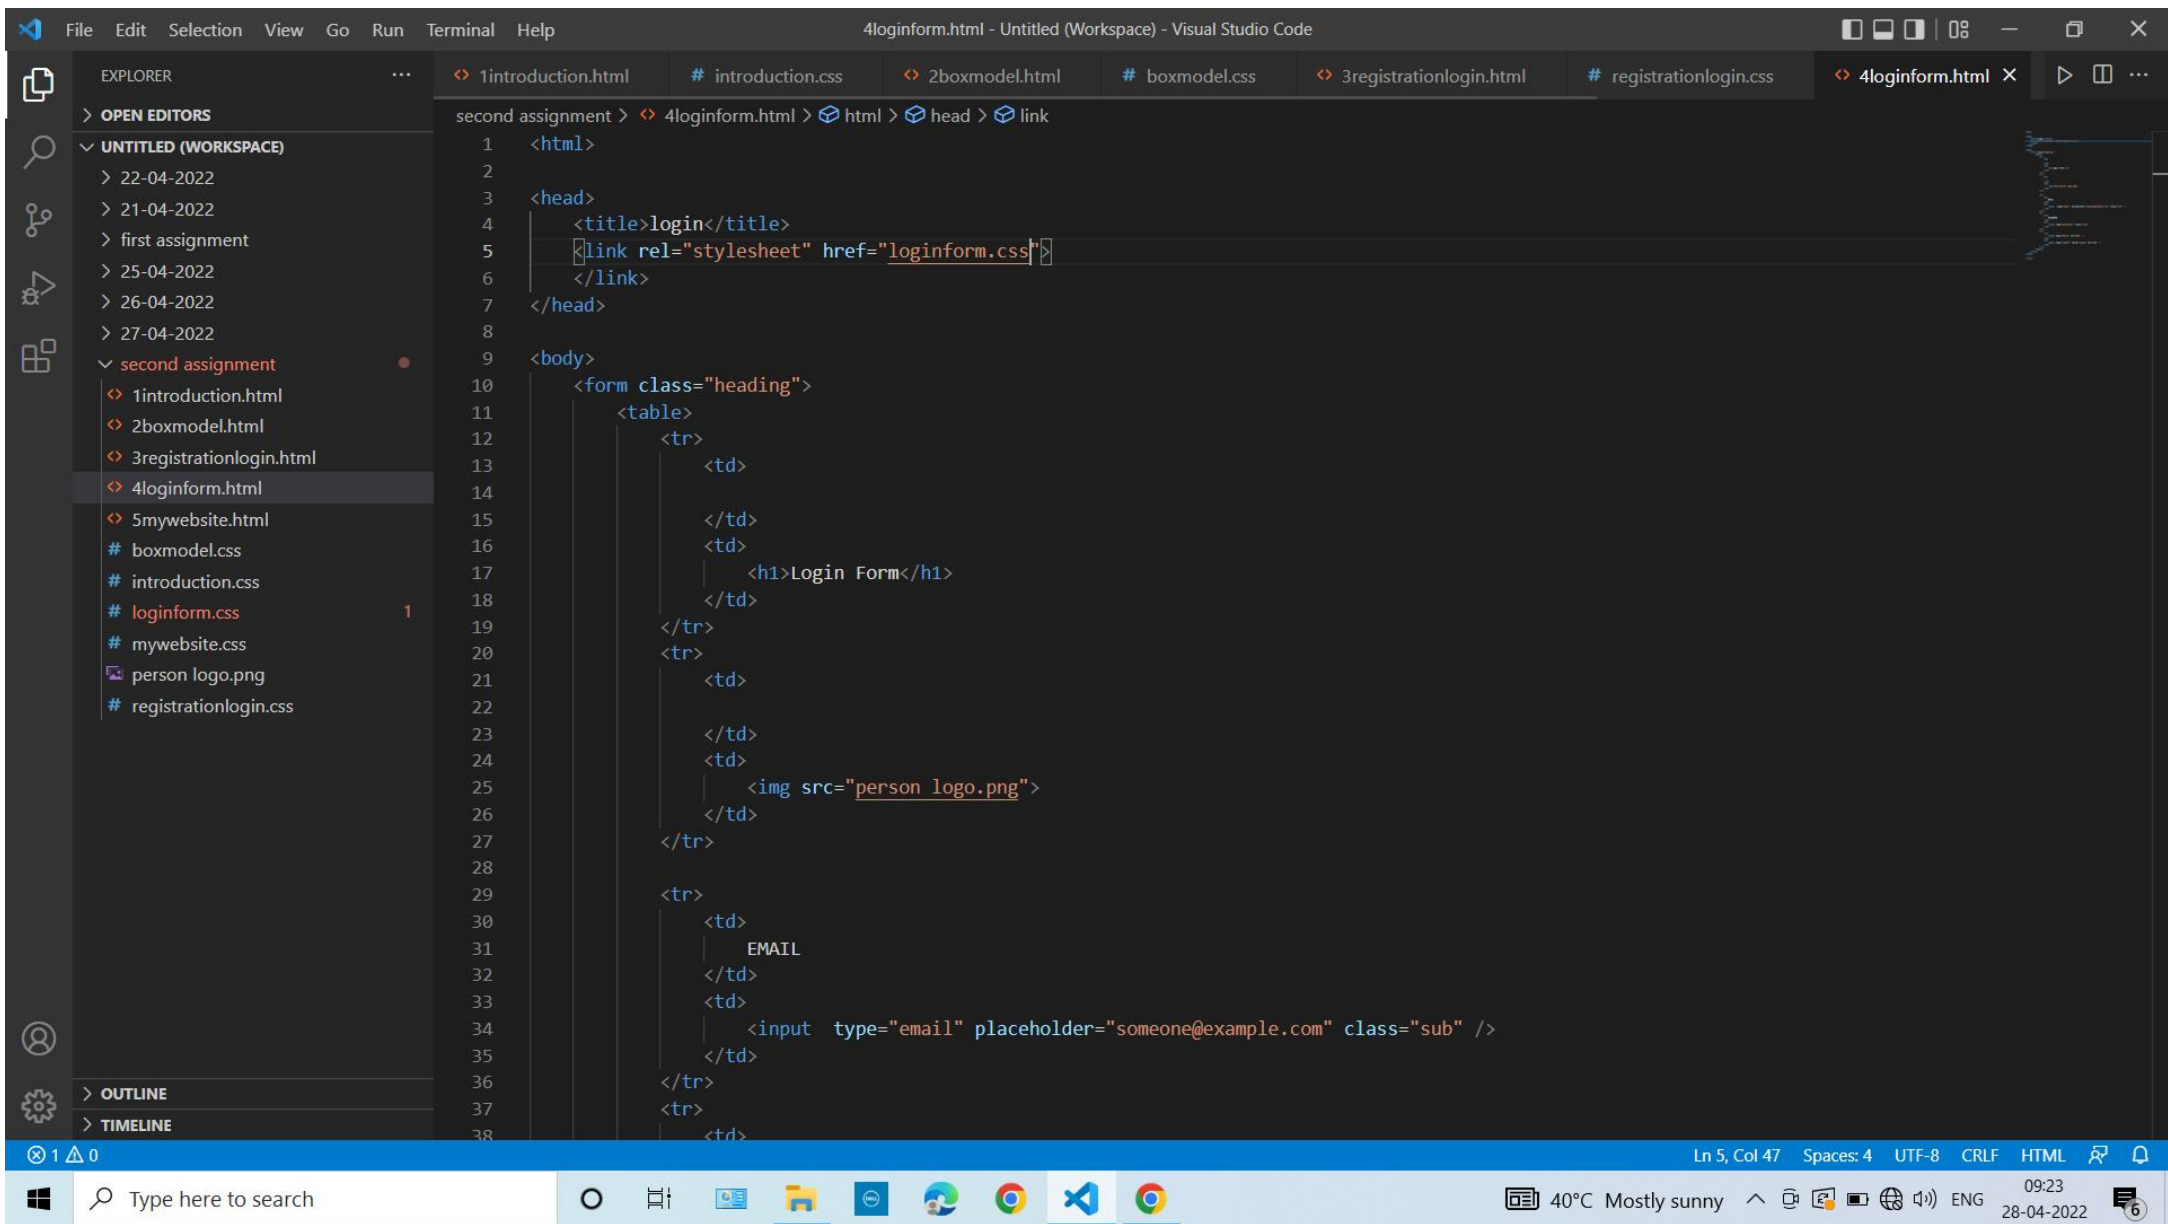 File Edit Selection View Go Run Terminal Help
4loginform.html - Untitled (Workspace) - Visual Studio Code
EXPLORER
1introduction.html
# introduction.css
2boxmodel.html
# boxmodel.css
3registrationlogin.html
# registrationlogin.css
4loginform.html
OPEN EDITORS
UNTITLED (WORKSPACE)
22-04-2022
21-04-2022
first assignment
25-04-2022
26-04-2022
27-04-2022
second assignment
1introduction.html
2boxmodel.html
3registrationlogin.html
4loginform.html
5mywebsite.html
# boxmodel.css
# introduction.css
# loginform.css 1
# mywebsite.css
person logo.png
# registrationlogin.css
OUTLINE
TIMELINE
second assignment > 4loginform.html > html > head > link
1 <html>
2
3 <head>
4 <title>login</title>
5 <link rel="stylesheet" href="loginform.css">
6 </link>
7 </head>
8
9 <body>
10 <form class="heading">
11 <table>
12 <tr>
13 <td>
14
15 </td>
16 <td>
17 <h1>Login Form</h1>
18 </td>
19 </tr>
20 <tr>
21 <td>
22
23 </td>
24 <td>
25 <img src="person logo.png">
26 </td>
27 </tr>
28
29 <tr>
30 <td>
31 EMAIL
32 </td>
33 <td>
34 <input  type="email" placeholder="someone@example.com" class="sub" />
35 </td>
36 </tr>
37 <tr>
38 <td>
1 0
Ln 5, Col 47 Spaces: 4 UTF-8 CRLF HTML
Type here to search
DELL
40°C Mostly sunny
ENG
09:23
28-04-2022
6